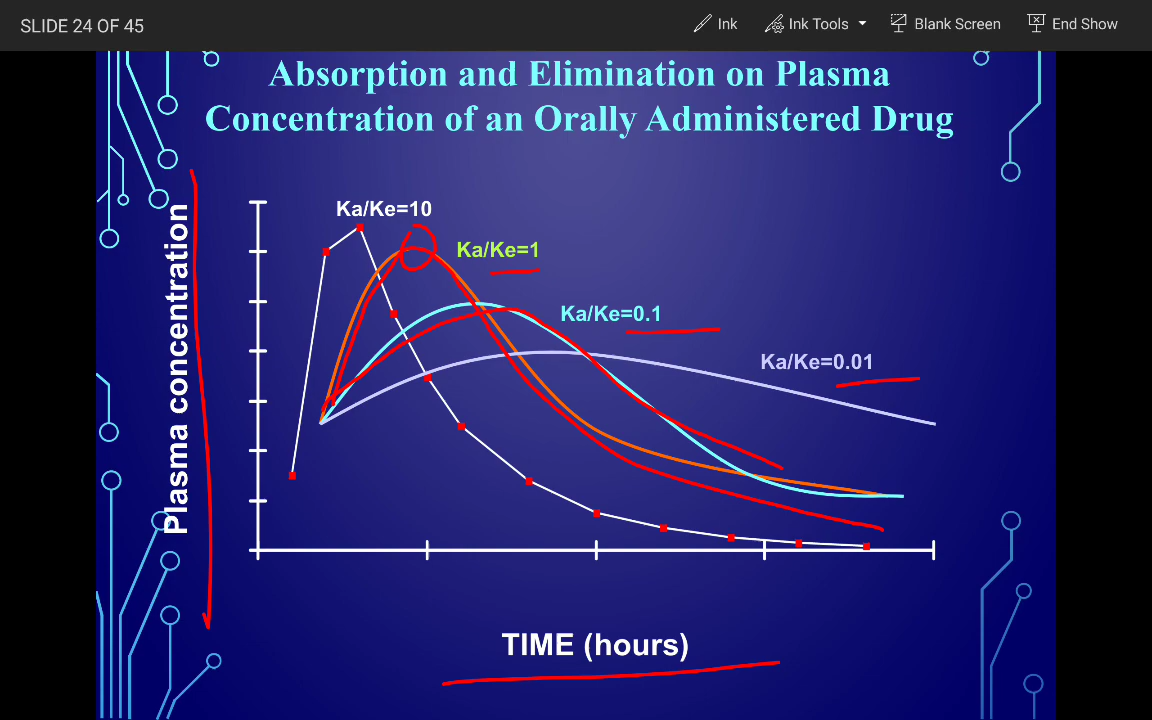 SLIDE 24 OF 45
Ink
Ink Tools
Blank Screen
End Show
Absorption and Elimination on Plasma
Concentration of an Orally Administered Drug
Plasma concentration
Ka/Ke=10
Ka/Ke=1
Ka/Ke=0.1
Ka/Ke=0.01
TIME (hours)